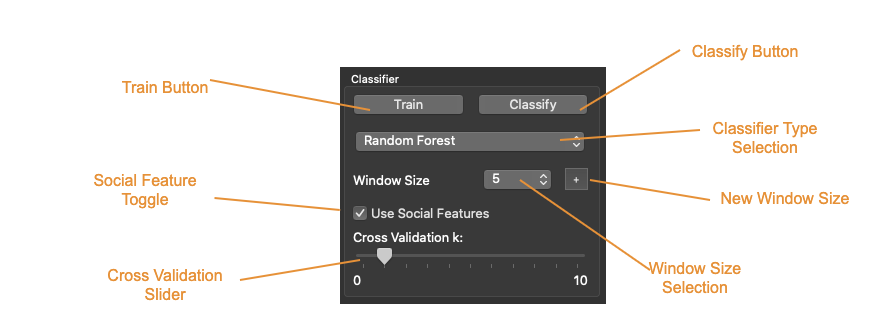 Classify Button
Classifier
Train Button
Train
Classify
Random Forest
Classifier Type
Selection
Social Feature
Toggle
Window Size
5
+
New Window Size
Use Social Features
Cross Validation k:
Cross Validation
Slider
0
10
Window Size
Selection